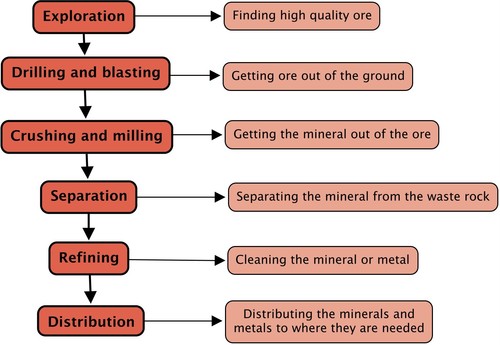 Exploration
Finding high quality ore
Drilling and blasting
Getting ore out of the ground
Crushing and milling
Getting the mineral out of the ore
Separation
Separating the mineral from the waste rock
Refining
Cleaning the mineral or metal
Distribution
Distributing the minerals and
metals to where they are needed